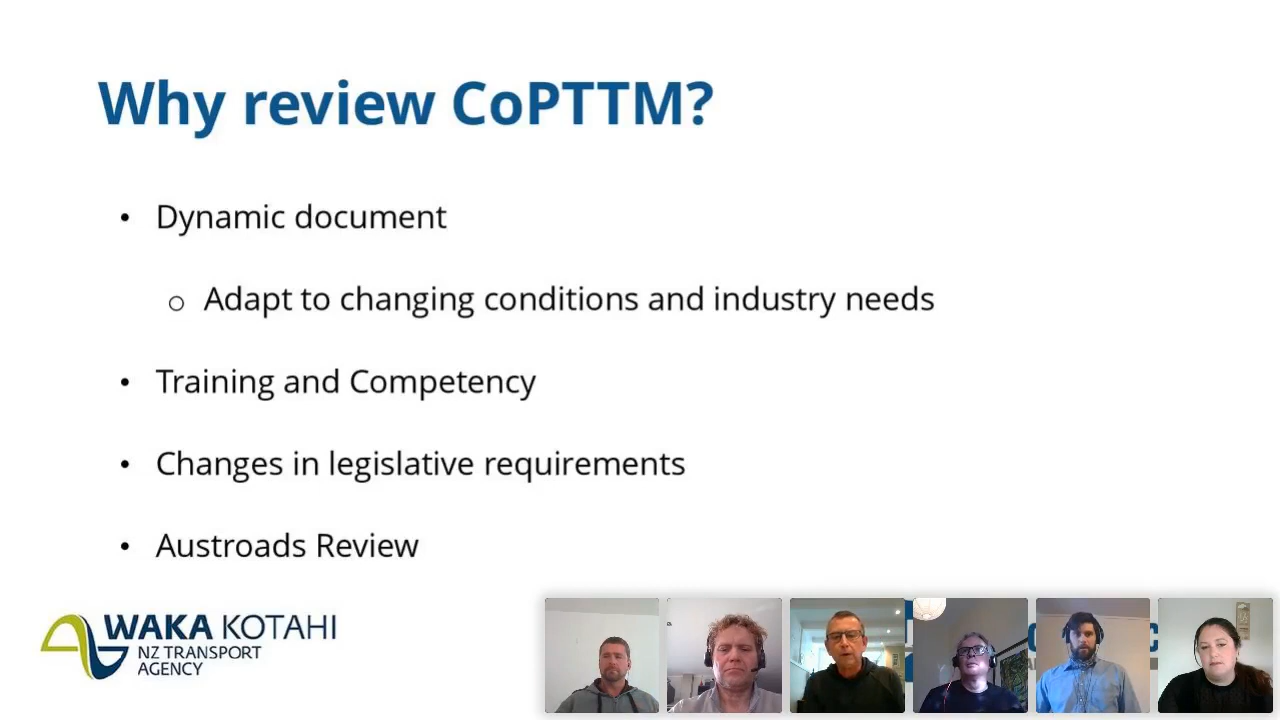 Why review CoPTTM?
• Dynamic document
o Adapt to changing conditions and industry needs
• Training and Competency
• Changes in legislative requirements
• Austroads Review
WAKA KOTAHI
NZ TRANSPORT
AGENCY